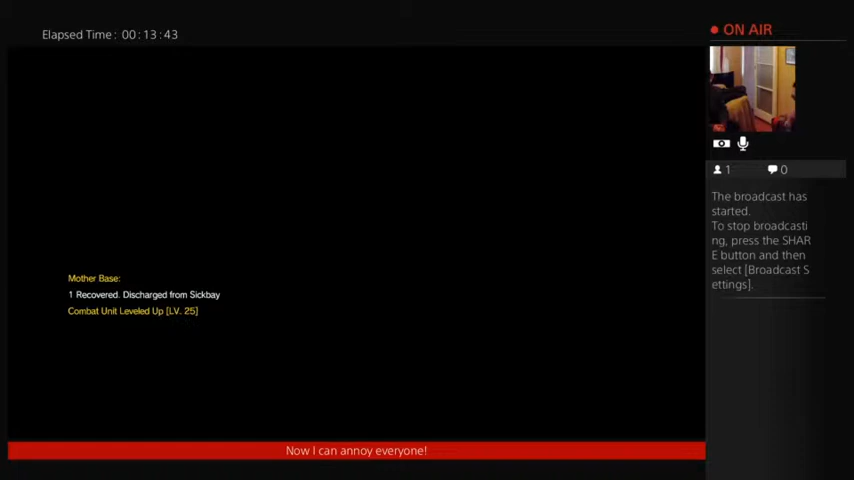 Elapsed Time: 00:13:43
ON AIR
1 0
The broadcast has
started.
To stop broadcasti
ng, press the SHAR
E button and then
select [Broadcast S
ettings].
Mother Base:
1 Recovered. Discharged from Sickbay
Combat Unit Leveled Up [LV. 25]
Now I can annoy everyone!